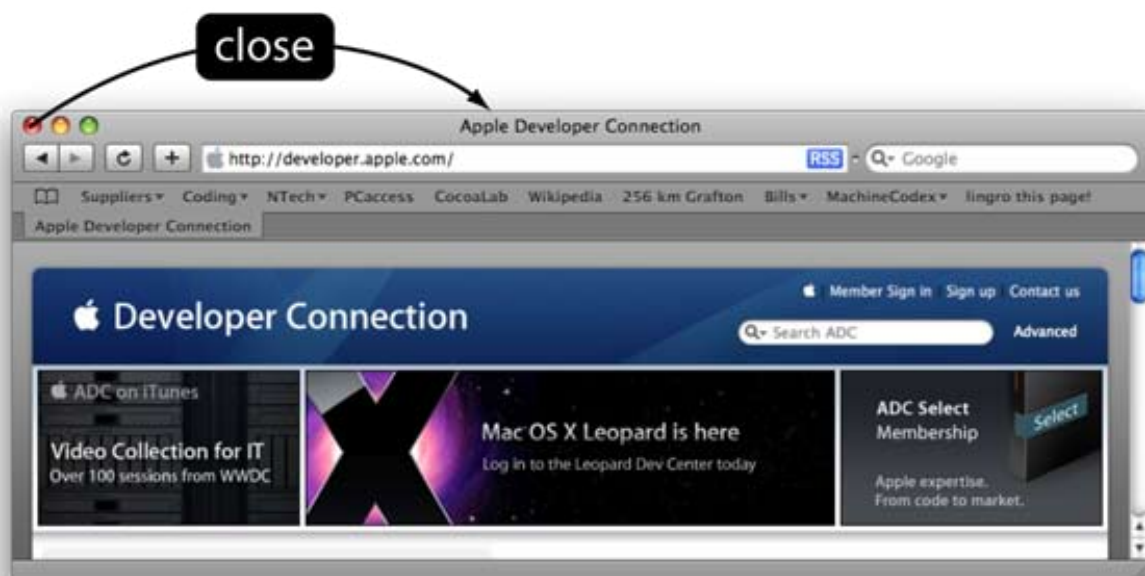 close
Apple Developer Connection
http://developer.apple.com/ RSS Google
Suppliers Coding NTech PCaccess CocoaLab Wikipedia 256 km Grafton Bills MachineCodex lingro this page!
Apple Developer Connection
Member Sign in Sign up Contact us
Developer Connection
Search ADC Advanced
ADC on iTunes
Video Collection for IT
Over 100 sessions from WWDC
Mac OS X Leopard is here
Log in to the Leopard Dev Center today
ADC Select
Membership
Select
Apple expertise.
From code to market.